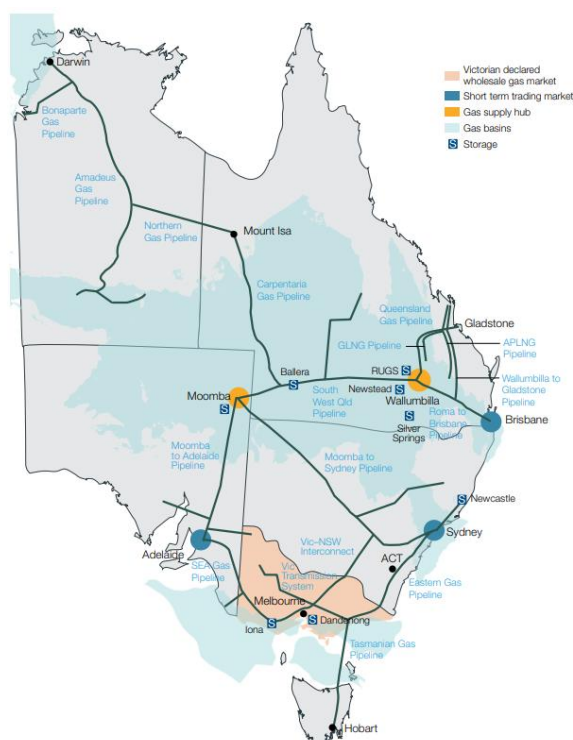 Victorian declared
wholesale gas market
Short term trading market
Gas supply hub
Gas basins
S Storage
Darwin
Bonaparte
Gas
Pipeline
Amadeus
Gas
Pipeline
Northern
Gas Pipeline
Mount Isa
Carpentaria
Gas Pipeline
Queensland
Gas Pipeline
Gladstone
GLNG Pipeline
APLNG
Pipeline
Wallumbilla to
Gladstone
Pipeline
Ballera
S
RUGS S
Newstead S
Wallumbilla
S
Silver
Springs
Moomba
S
South
West Qld
Pipeline
Roma to
Brisbane
Pipeline
Brisbane
Moomba
to Adelaide
Pipeline
Moomba to
Sydney Pipeline
S Newcastle
Sydney
Adelaide
SEA Gas
Pipeline
Vic–NSW
Interconnect
ACT
Vic
Transmission
System
Eastern Gas
Pipeline
Melbourne
S Dandenong
Iona S
Tasmanian Gas
Pipeline
Hobart